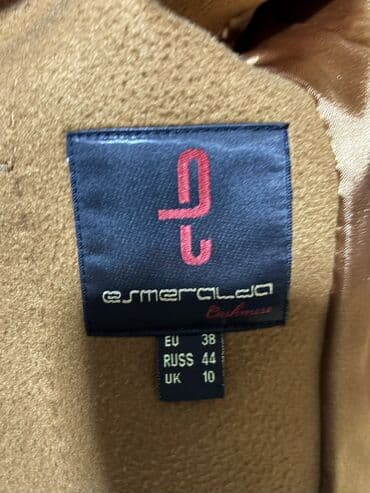 esmeralda
Cashmere
EU 38
RUSS 44
UK 10